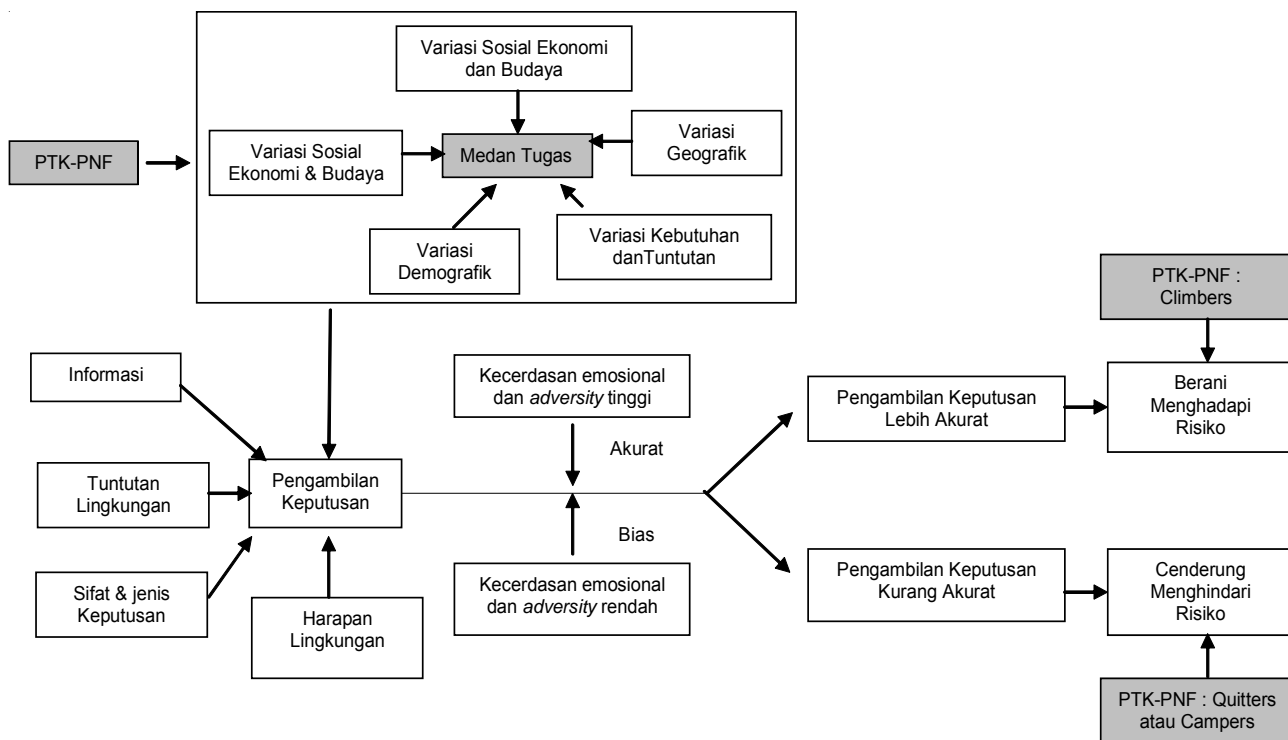 Variasi Sosial Ekonomi
dan Budaya
PTK-PNF
Variasi Sosial
Ekonomi & Budaya
Medan Tugas
Variasi
Geografik
Variasi
Demografik
Variasi Kebutuhan
danTuntutan
PTK-PNF :
Climbers
Informasi
Kecerdasan emosional
dan adversity tinggi
Pengambilan Keputusan
Lebih Akurat
Berani
Menghadapi
Risiko
Akurat
Tuntutan
Lingkungan
Pengambilan
Keputusan
Bias
Sifat & jenis
Keputusan
Harapan
Lingkungan
Kecerdasan emosional
dan adversity rendah
Pengambilan Keputusan
Kurang Akurat
Cenderung
Menghindari
Risiko
PTK-PNF : Quitters
atau Campers